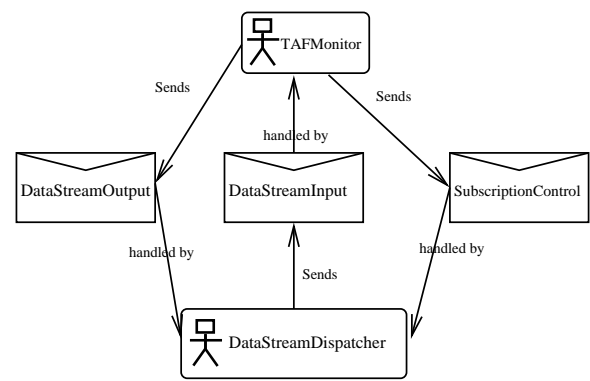 TAFMonitor
Sends
Sends
handled by
DataStreamOutput
DataStreamInput
SubscriptionControl
handled by
handled by
Sends
DataStreamDispatcher